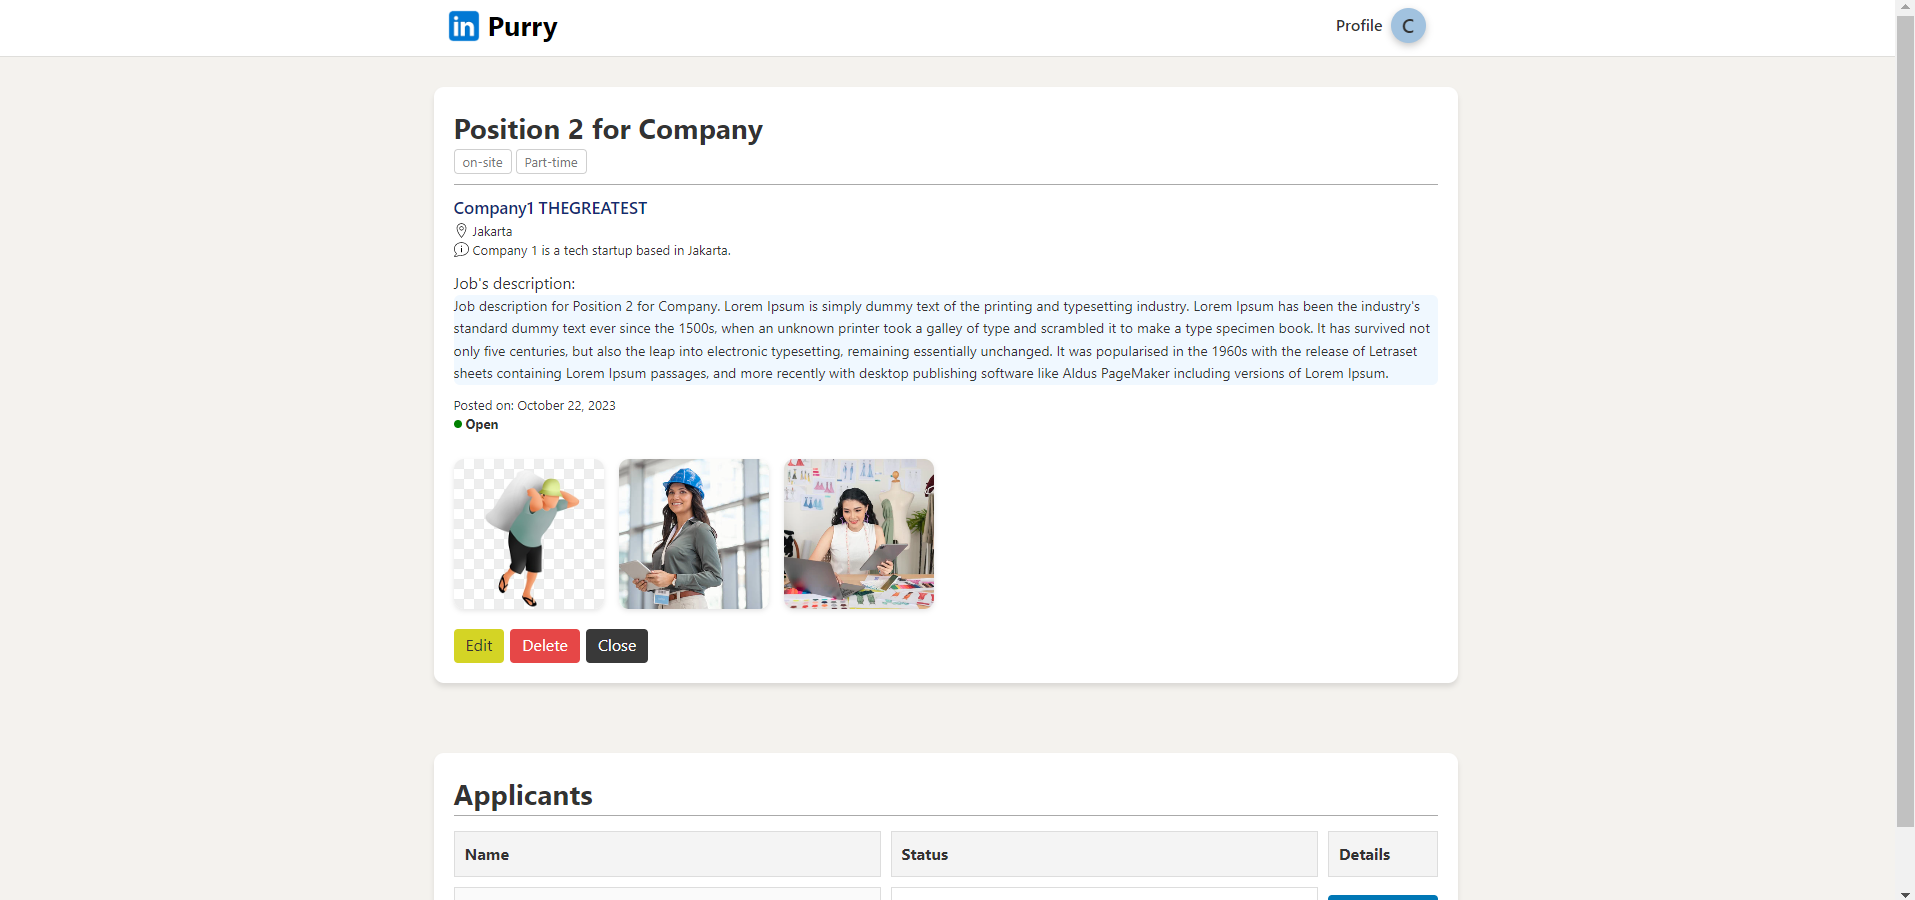 in Purry
Profile C
Position 2 for Company
on-site Part-time
Company1 THEGREATEST
Jakarta
Company 1 is a tech startup based in Jakarta.
Job's description:
Job description for Position 2 for Company. Lorem Ipsum is simply dummy text of the printing and typesetting industry. Lorem Ipsum has been the industry's
standard dummy text ever since the 1500s, when an unknown printer took a galley of type and scrambled it to make a type specimen book. It has survived not
only five centuries, but also the leap into electronic typesetting, remaining essentially unchanged. It was popularised in the 1960s with the release of Letraset
sheets containing Lorem Ipsum passages, and more recently with desktop publishing software like Aldus PageMaker including versions of Lorem Ipsum.
Posted on: October 22, 2023
Open
Edit Delete Close
Applicants
Name Status Details